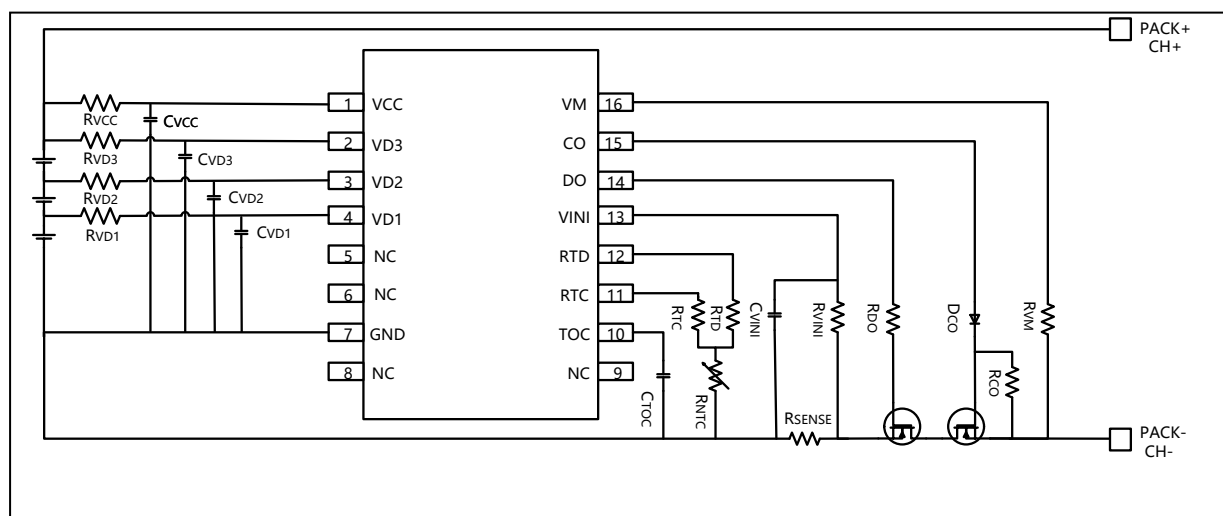 PACK+
CH+
1 VCC
VM 16
RVCC
CVCC
2 VD3
CO 15
RVD3
CVD3
3 VD2
DO 14
RVD2
CVD2
4 VD1
VINI 13
RVD1
CVD1
5 NC
RTD 12
6 NC
RTC 11
RTC
RTD
CVINI
RVINI
RDO
DCO
RVM
7 GND
TOC 10
8 NC
NC 9
CTOC
RNTC
RCO
RSENSE
PACK-
CH-